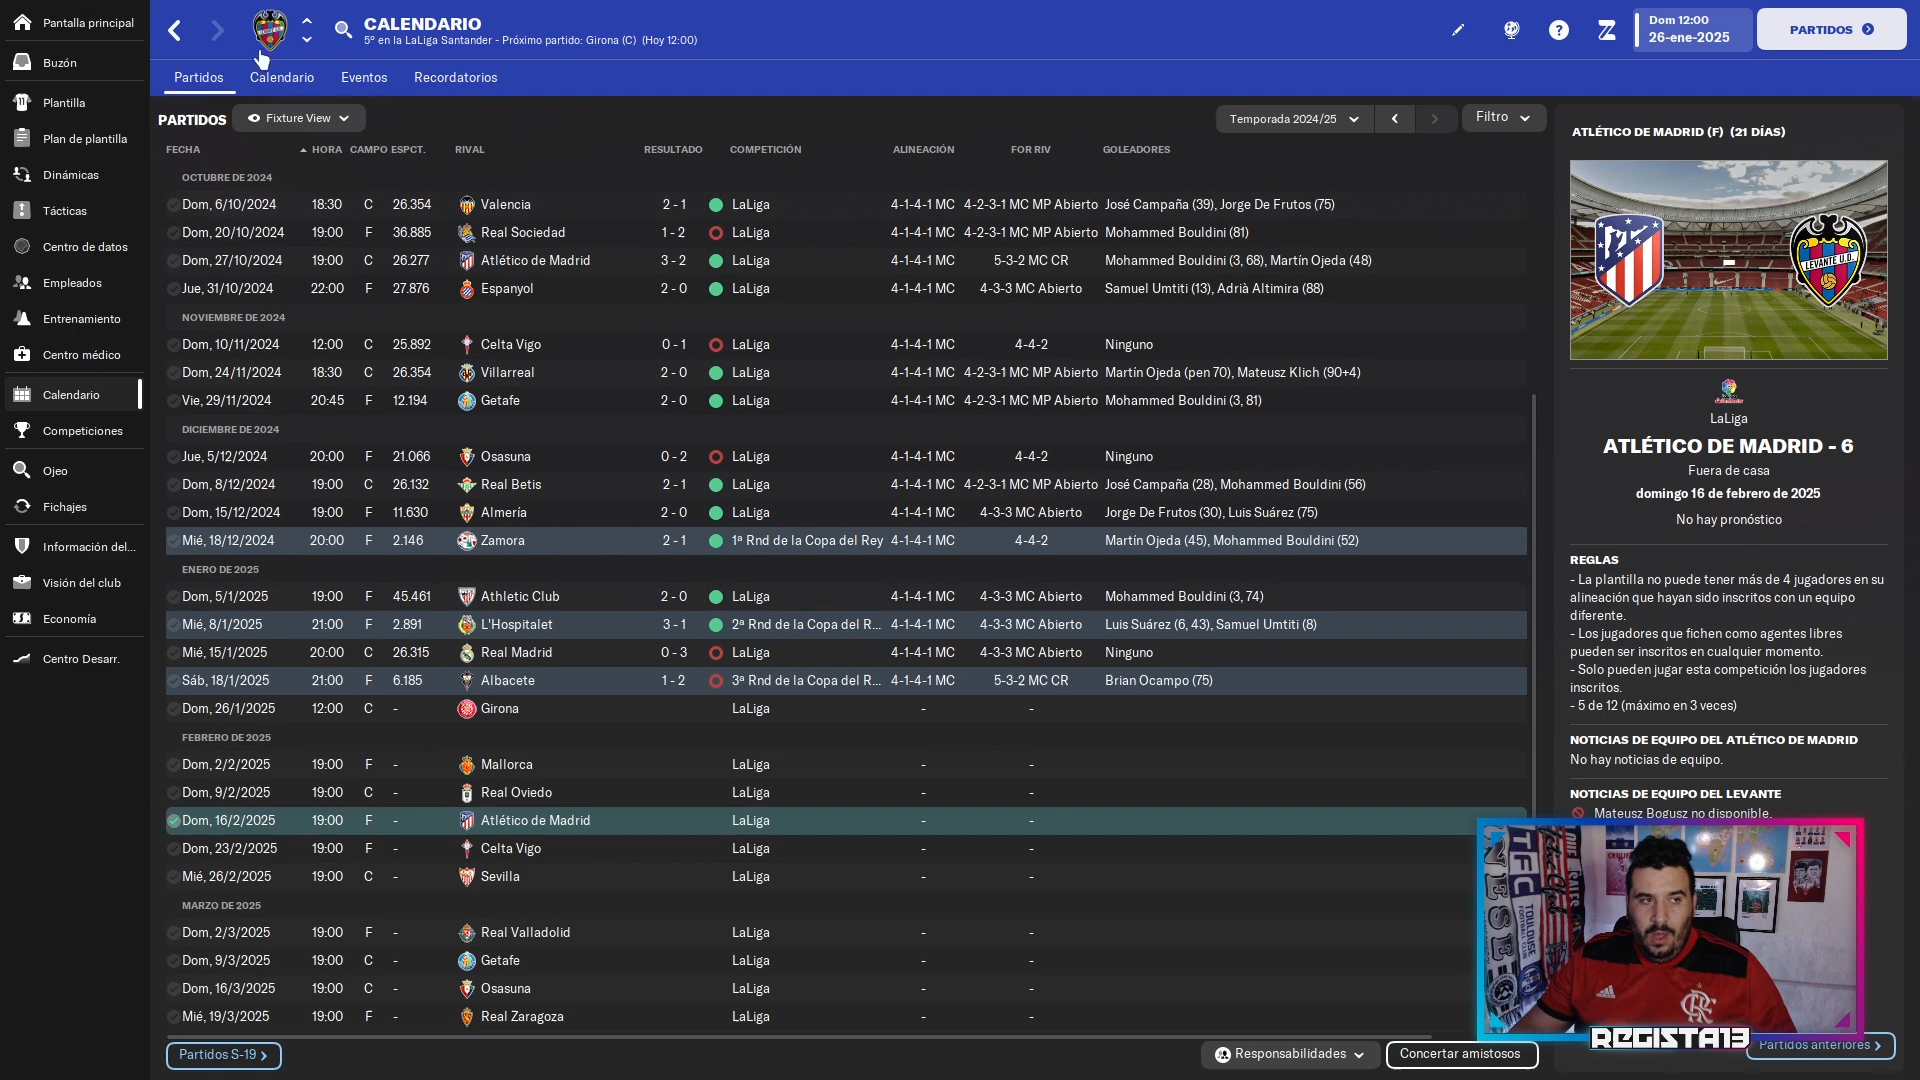 Pantalla principal
Buzón
Plantilla
Plan de plantilla
Dinámicas
Tácticas
Centro de datos
Empleados
Entrenamiento
Centro médico
Calendario
Competiciones
Ojeo
Fichajes
Información del...
Visión del club
Economía
Centro Desarr.
CALENDARIO
5º en la LaLiga Santander - Próximo partido: Girona (C) (Hoy 12:00)
Dom 12:00
26-ene-2025
PARTIDOS
Partidos Calendario Eventos Recordatorios
PARTIDOS Fixture View Temporada 2024/25 Filtro
FECHA HORA CAMPO ESPCT. RIVAL RESULTADO COMPETICIÓN ALINEACIÓN FOR RIV GOLEADORES
OCTUBRE DE 2024
Dom, 6/10/2024 18:30 C 26.354 Valencia 2 - 1 LaLiga 4-1-4-1 MC 4-2-3-1 MC MP Abierto José Campaña (39), Jorge De Frutos (75)
Dom, 20/10/2024 19:00 F 36.885 Real Sociedad 1 - 2 LaLiga 4-1-4-1 MC 4-2-3-1 MC MP Abierto Mohammed Bouldini (81)
Dom, 27/10/2024 19:00 C 26.277 Atlético de Madrid 3 - 2 LaLiga 4-1-4-1 MC 5-3-2 MC CR Mohammed Bouldini (3, 68), Martín Ojeda (48)
Jue, 31/10/2024 22:00 F 27.876 Espanyol 2 - 0 LaLiga 4-1-4-1 MC 4-3-3 MC Abierto Samuel Umtiti (13), Adrià Altimira (88)
NOVIEMBRE DE 2024
Dom, 10/11/2024 12:00 C 25.892 Celta Vigo 0 - 1 LaLiga 4-1-4-1 MC 4-4-2 Ninguno
Dom, 24/11/2024 18:30 C 26.354 Villarreal 2 - 0 LaLiga 4-1-4-1 MC 4-2-3-1 MC MP Abierto Martín Ojeda (pen 70), Mateusz Klich (90+4)
Vie, 29/11/2024 20:45 F 12.194 Getafe 2 - 0 LaLiga 4-1-4-1 MC 4-2-3-1 MC MP Abierto Mohammed Bouldini (3, 81)
DICIEMBRE DE 2024
Jue, 5/12/2024 20:00 F 21.066 Osasuna 0 - 2 LaLiga 4-1-4-1 MC 4-4-2 Ninguno
Dom, 8/12/2024 19:00 C 26.132 Real Betis 2 - 1 LaLiga 4-1-4-1 MC 4-2-3-1 MC MP Abierto José Campaña (28), Mohammed Bouldini (56)
Dom, 15/12/2024 19:00 F 11.630 Almería 2 - 0 LaLiga 4-1-4-1 MC 4-3-3 MC Abierto Jorge De Frutos (30), Luis Suárez (75)
Mié, 18/12/2024 20:00 F 2.146 Zamora 2 - 1 1ª Rnd de la Copa del Rey 4-1-4-1 MC 4-4-2 Martín Ojeda (45), Mohammed Bouldini (52)
ENERO DE 2025
Dom, 5/1/2025 19:00 F 45.461 Athletic Club 2 - 0 LaLiga 4-1-4-1 MC 4-3-3 MC Abierto Mohammed Bouldini (3, 74)
Mié, 8/1/2025 21:00 F 2.891 L'Hospitalet 3 - 1 2ª Rnd de la Copa del R... 4-1-4-1 MC 4-3-3 MC Abierto Luis Suárez (6, 43), Samuel Umtiti (8)
Mié, 15/1/2025 20:00 C 26.315 Real Madrid 0 - 3 LaLiga 4-1-4-1 MC 4-3-3 MC Abierto Ninguno
Sáb, 18/1/2025 21:00 F 6.185 Albacete 1 - 2 3ª Rnd de la Copa del R... 4-1-4-1 MC 5-3-2 MC CR Brian Ocampo (75)
Dom, 26/1/2025 12:00 C - Girona LaLiga - -
FEBRERO DE 2025
Dom, 2/2/2025 19:00 F - Mallorca LaLiga - -
Dom, 9/2/2025 19:00 C - Real Oviedo LaLiga - -
Dom, 16/2/2025 19:00 F - Atlético de Madrid LaLiga - -
Dom, 23/2/2025 19:00 F - Celta Vigo LaLiga - -
Mié, 26/2/2025 19:00 C - Sevilla LaLiga - -
MARZO DE 2025
Dom, 2/3/2025 19:00 F - Real Valladolid LaLiga - -
Dom, 9/3/2025 19:00 C - Getafe LaLiga - -
Dom, 16/3/2025 19:00 C - Osasuna LaLiga - -
Mié, 19/3/2025 19:00 F - Real Zaragoza LaLiga - -
Partidos S-19 Responsabilidades Concertar amistosos Partidos anteriores
ATLÉTICO DE MADRID (F) (21 DÍAS)
LEVANTE U.D.
LaLiga
ATLÉTICO DE MADRID - 6
Fuera de casa
domingo 16 de febrero de 2025
No hay pronóstico
REGLAS
- La plantilla no puede tener más de 4 jugadores en su
alineación que hayan sido inscritos con un equipo
diferente.
- Los jugadores que fichen como agentes libres
pueden ser inscritos en cualquier momento.
- Solo pueden jugar esta competición los jugadores
inscritos.
- 5 de 12 (máximo en 3 veces)
NOTICIAS DE EQUIPO DEL ATLÉTICO DE MADRID
No hay noticias de equipo.
NOTICIAS DE EQUIPO DEL LEVANTE
Mateusz Bogusz no disponible.
TFC
TOULOUSE
REGISTA13